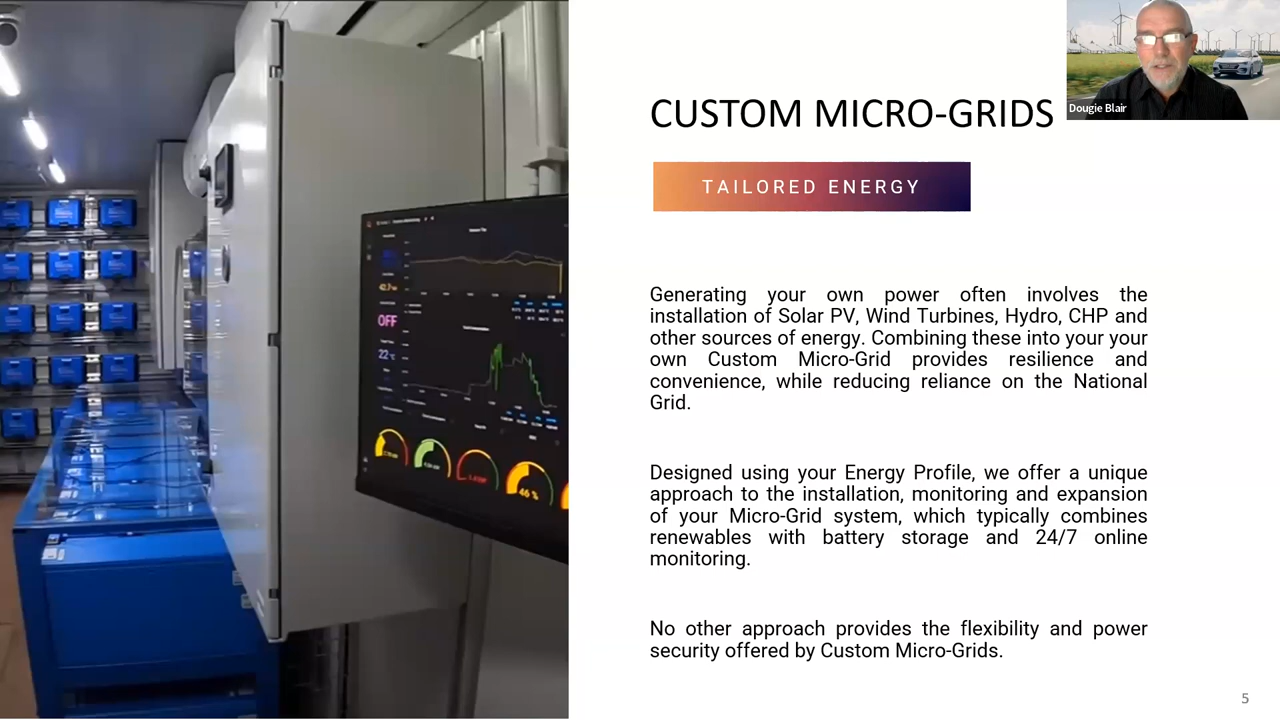 CUSTOM MICRO-GRIDS
Dougie Blair
TAILORED ENERGY
Generating your own power often involves the
installation of Solar PV, Wind Turbines, Hydro, CHP and
other sources of energy. Combining these into your your
own Custom Micro-Grid provides resilience and
convenience, while reducing reliance on the National
Grid.
Designed using your Energy Profile, we offer a unique
approach to the installation, monitoring and expansion
of your Micro-Grid system, which typically combines
renewables with battery storage and 24/7 online
monitoring.
No other approach provides the flexibility and power
security offered by Custom Micro-Grids.
5
OFF
22
46 %